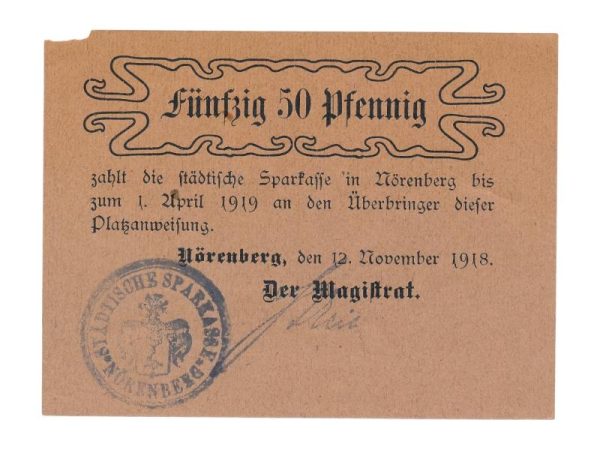 Fünfzig 50 Pfennig
zahlt die städtische Sparkasse in Nörenberg bis
zum 1. April 1919 an den Überbringer dieser
Platzanweisung.
Nörenberg, den 12. November 1918.
Der Magistrat.
STÄDTISCHE SPARKASSE
NÖRENBERG